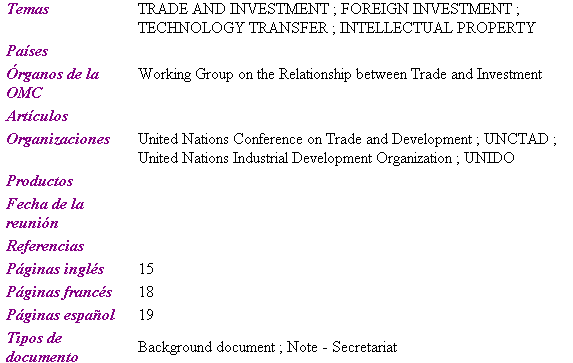 Temas TRADE AND INVESTMENT ; FOREIGN INVESTMENT ;
TECHNOLOGY TRANSFER ; INTELLECTUAL PROPERTY
Países
Órganos de la Working Group on the Relationship between Trade and Investment
OMC
Artículos
Organizaciones United Nations Conference on Trade and Development ; UNCTAD ;
United Nations Industrial Development Organization ; UNIDO
Productos
Fecha de la
reunión
Referencias
Páginas inglés 15
Páginas francés 18
Páginas español 19
Tipos de
documento Background document ; Note - Secretariat